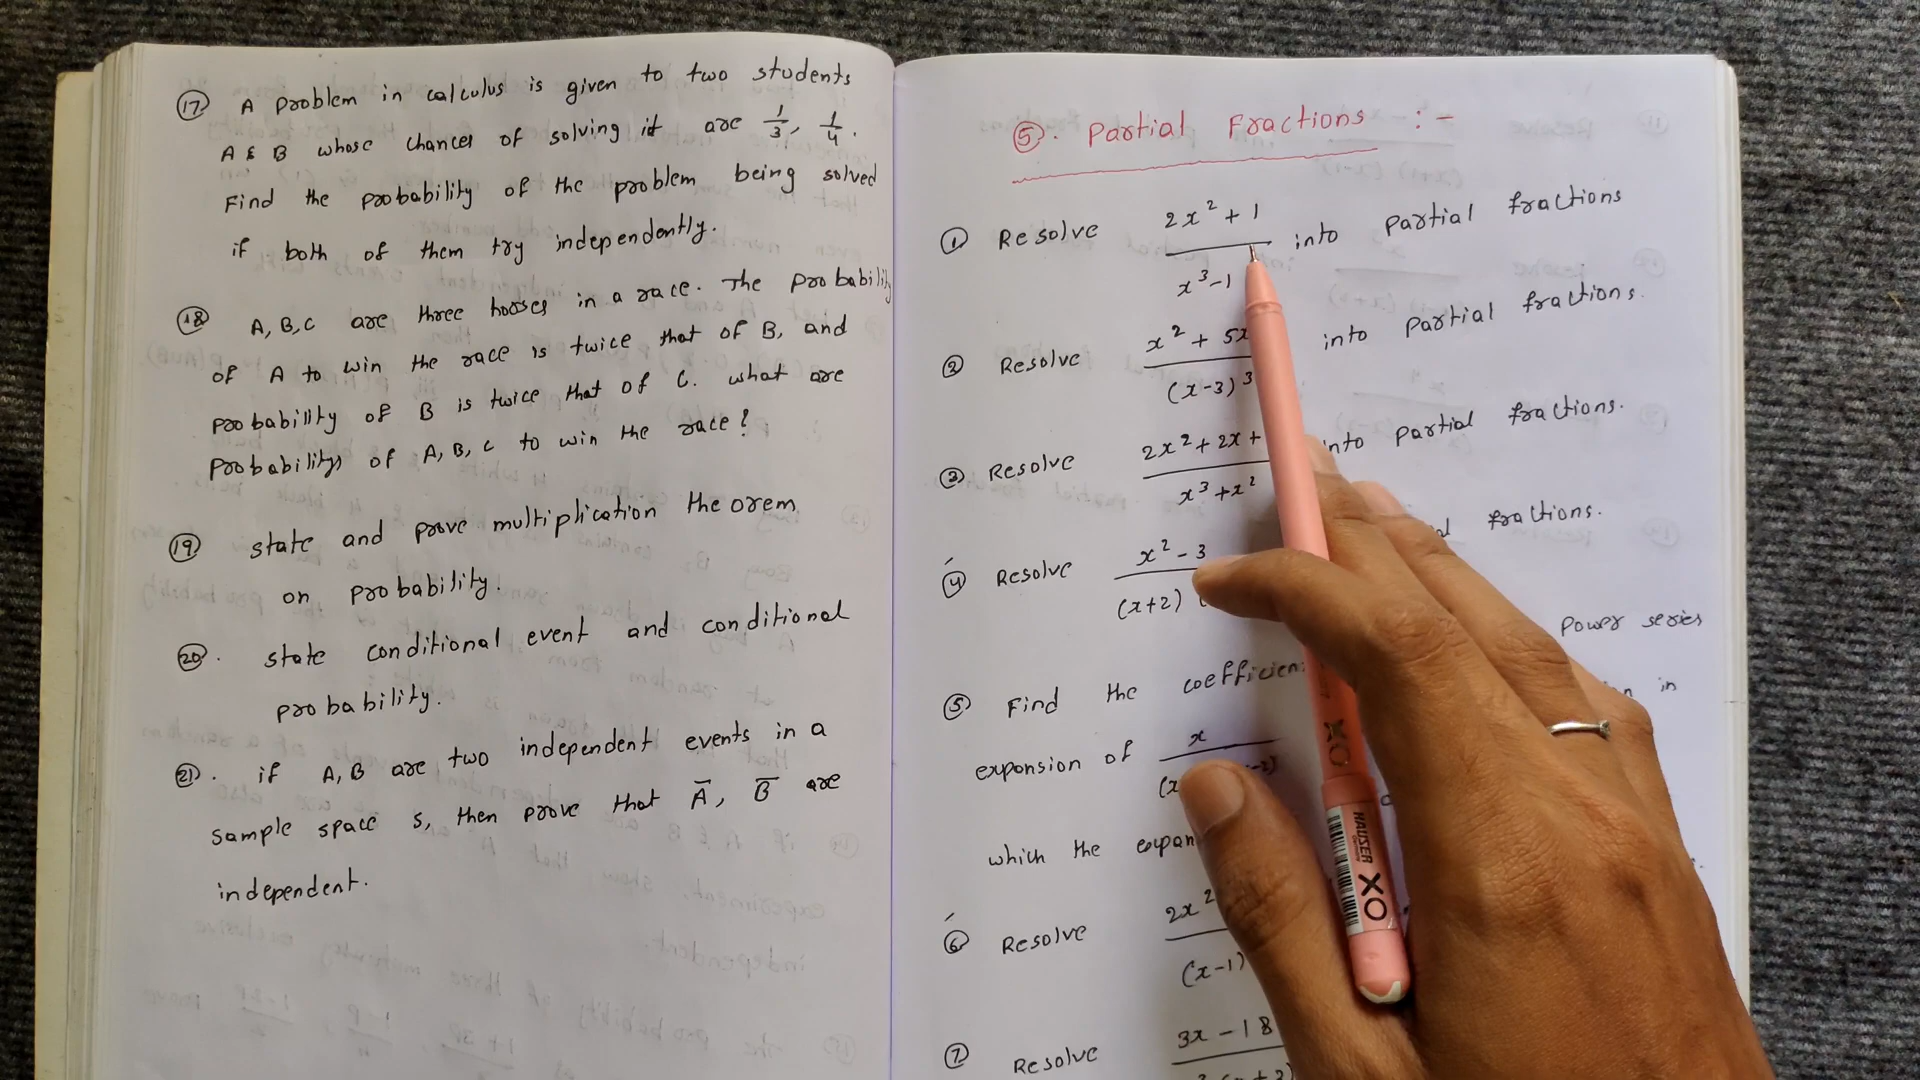 17 A problem in calculus is given to two students
A & B whose chances of solving it are 1/3, 1/4.
Find the probability of the problem being solved
if both of them try independently.
18 A, B, C are three horses in a race. The probability
of A to win the race is twice that of B, and
probability of B is twice that of C. what are
probabilitys of A, B, C to win the race?
19 state and prove multiplication theorem
on probability.
20. state conditional event and conditional
probability.
21. if A, B are two independent events in a
sample space s, then prove that A̅, B̅ are
independent.
5. Partial Fractions :-
1 Resolve (2x² + 1)/(x³-1) into partial fractions
2 Resolve x² + 5x / (x-3)³ into partial fractions.
3 Resolve 2x² + 2x + / x³ + x² into partial fractions.
4 Resolve x² - 3 / (x+2) fractions.
5 Find the coefficien power series
expansion of x / (x -2) in
which the expan
6 Resolve 2x² / (x-1)
7 Resolve 3x - 18
HAUSER
Germany
XO
XO